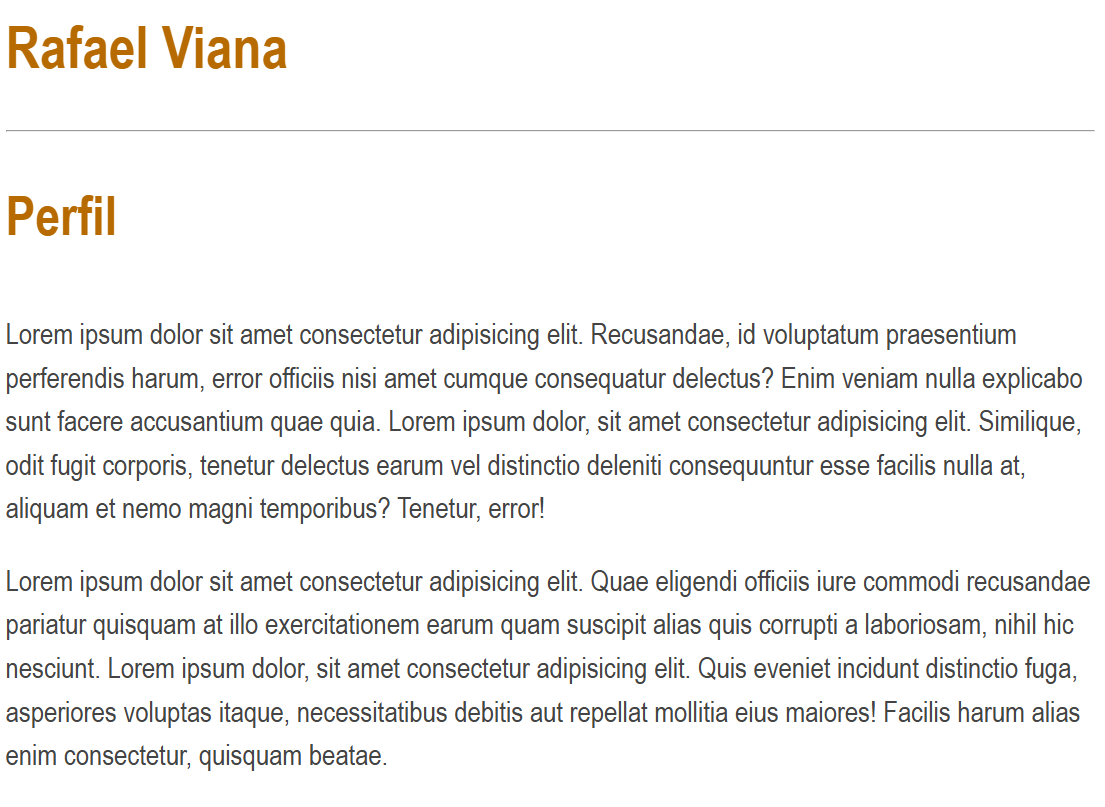 Rafael Viana
Perfil
Lorem ipsum dolor sit amet consectetur adipisicing elit. Recusandae, id voluptatum praesentium
perferendis harum, error officiis nisi amet cumque consequatur delectus? Enim veniam nulla explicabo
sunt facere accusantium quae quia. Lorem ipsum dolor, sit amet consectetur adipisicing elit. Similique,
odit fugit corporis, tenetur delectus earum vel distinctio deleniti consequuntur esse facilis nulla at,
aliquam et nemo magni temporibus? Tenetur, error!
Lorem ipsum dolor sit amet consectetur adipisicing elit. Quae eligendi officiis iure commodi recusandae
pariatur quisquam at illo exercitationem earum quam suscipit alias quis corrupti a laboriosam, nihil hic
nesciunt. Lorem ipsum dolor, sit amet consectetur adipisicing elit. Quis eveniet incidunt distinctio fuga,
asperiores voluptas itaque, necessitatibus debitis aut repellat mollitia eius maiores! Facilis harum alias
enim consectetur, quisquam beatae.